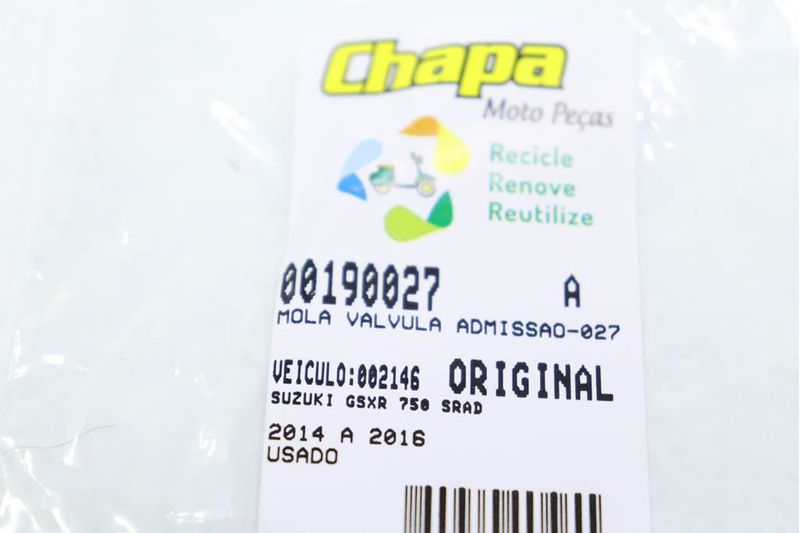 Chapa
Moto Peças
Recicle
Renove
Reutilize
00190027 A
MOLA VALVULA ADMISSAO-027
VEICULO:002146 ORIGINAL
SUZUKI GSXR 750 SRAD
2014 A 2016
USADO